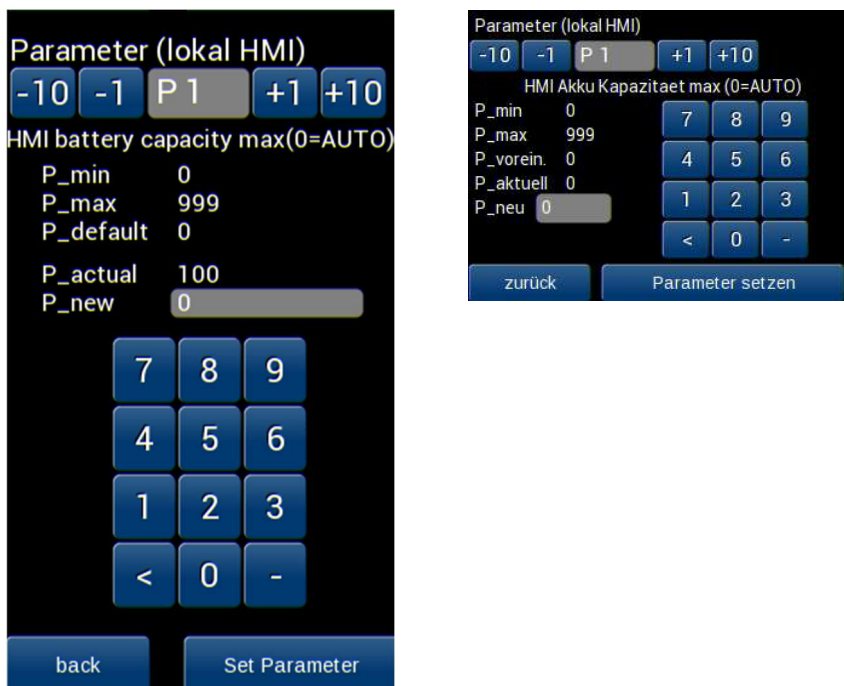 Parameter (lokal HMI)
-10 -1 P 1 +1 +10
HMI battery capacity max(0=AUTO)
P_min 0
P_max 999
P_default 0
P_actual 100
P_new 0
7 8 9
4 5 6
1 2 3
< 0 -
back Set Parameter
Parameter (lokal HMI)
-10 -1 P 1 +1 +10
HMI Akku Kapazitaet max (0=AUTO)
P_min 0
P_max 999
P_vorein. 0
P_aktuell 0
P_neu 0
7 8 9
4 5 6
1 2 3
< 0 -
zurück Parameter setzen